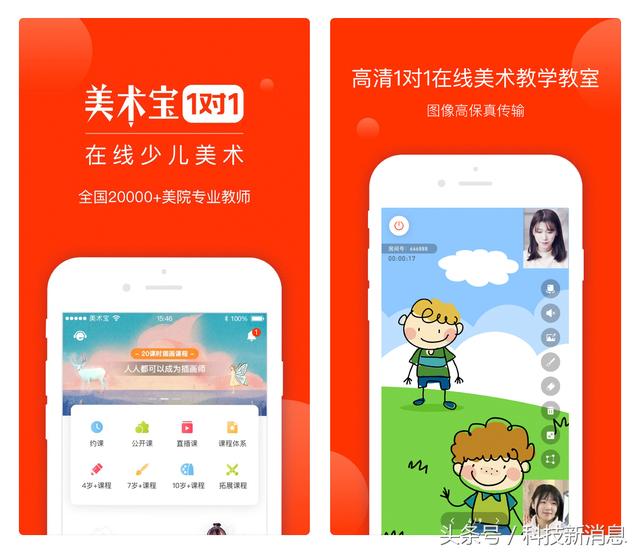 美术宝1对1
在线少儿美术
全国20000+美院专业教师
美术宝
15:46
100%
1
-20课时插画课程-
人人都可以成为插画师
约课
公开课
直播课
课程体系
4岁+课程
7岁+课程
10岁+课程
拓展课程
高清1对1在线美术教学教室
图像高保真传输
房间号:666888
00:00:17
头条号/科技新消息